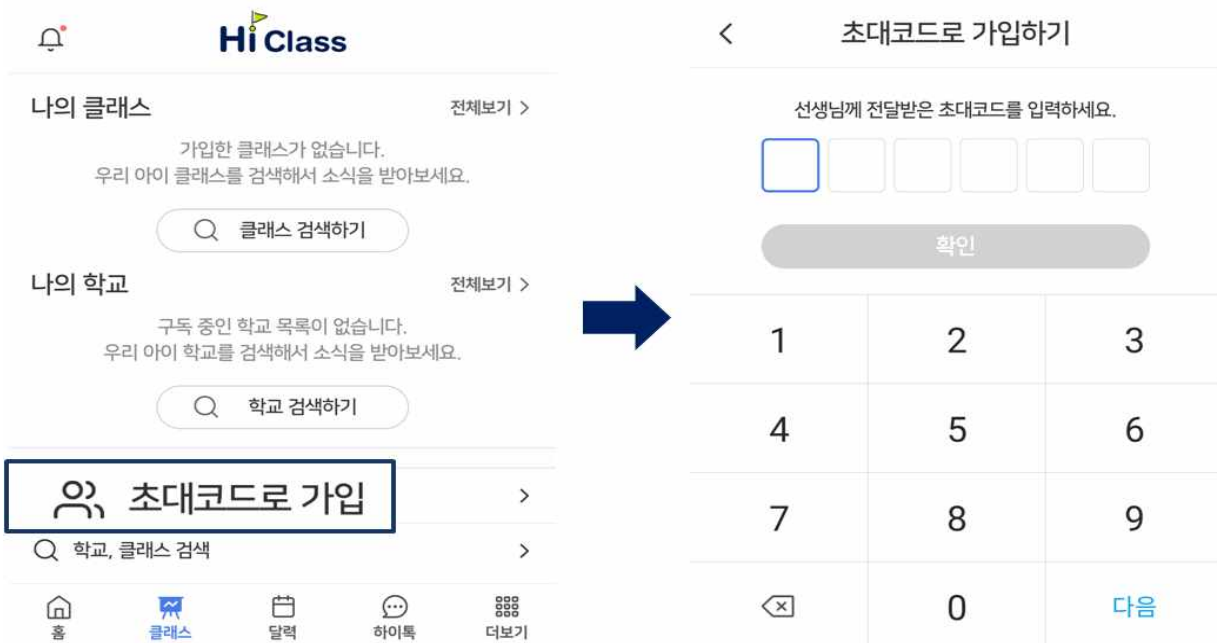 Hi Class
나의 클래스 전체보기 >
가입한 클래스가 없습니다.
우리 아이 클래스를 검색해서 소식을 받아보세요.
클래스 검색하기
나의 학교 전체보기 >
구독 중인 학교 목록이 없습니다.
우리 아이 학교를 검색해서 소식을 받아보세요.
학교 검색하기
초대코드로 가입 >
학교, 클래스 검색 >
홈 클래스 달력 하이톡 더보기
< 초대코드로 가입하기
선생님께 전달받은 초대코드를 입력하세요.
확인
1 2 3
4 5 6
7 8 9
0 다음